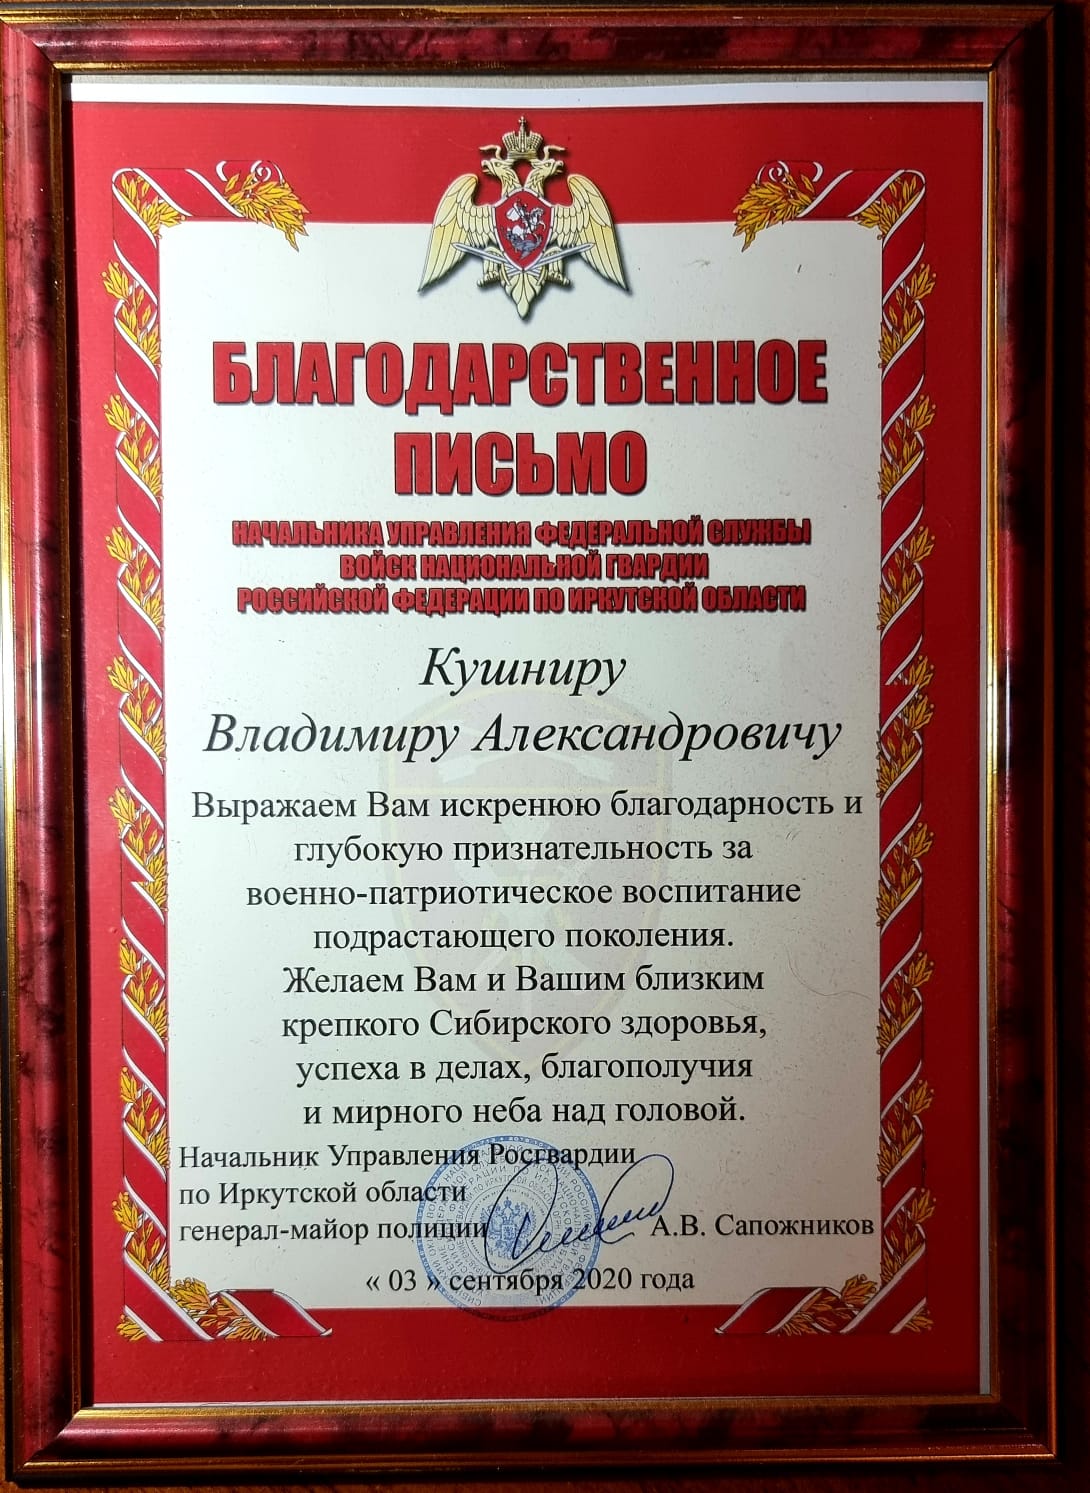 БЛАГОДАРСТВЕННОЕ
ПИСЬМО
НАЧАЛЬНИКА УПРАВЛЕНИЯ ФЕДЕРАЛЬНОЙ СЛУЖБЫ
ВОЙСК НАЦИОНАЛЬНОЙ ГВАРДИИ
РОССИЙСКОЙ ФЕДЕРАЦИИ ПО ИРКУТСКОЙ ОБЛАСТИ
Кушниру
Владимиру Александровичу
Выражаем Вам искренюю благодарность и
глубокую признательность за
военно-патриотическое воспитание
подрастающего поколения.
Желаем Вам и Вашим близким
крепкого Сибирского здоровья,
успеха в делах, благополучия
и мирного неба над головой.
Начальник Управления Росгвардии
по Иркутской области
генерал-майор полиции А.В. Сапожников
« 03 » сентября 2020 года